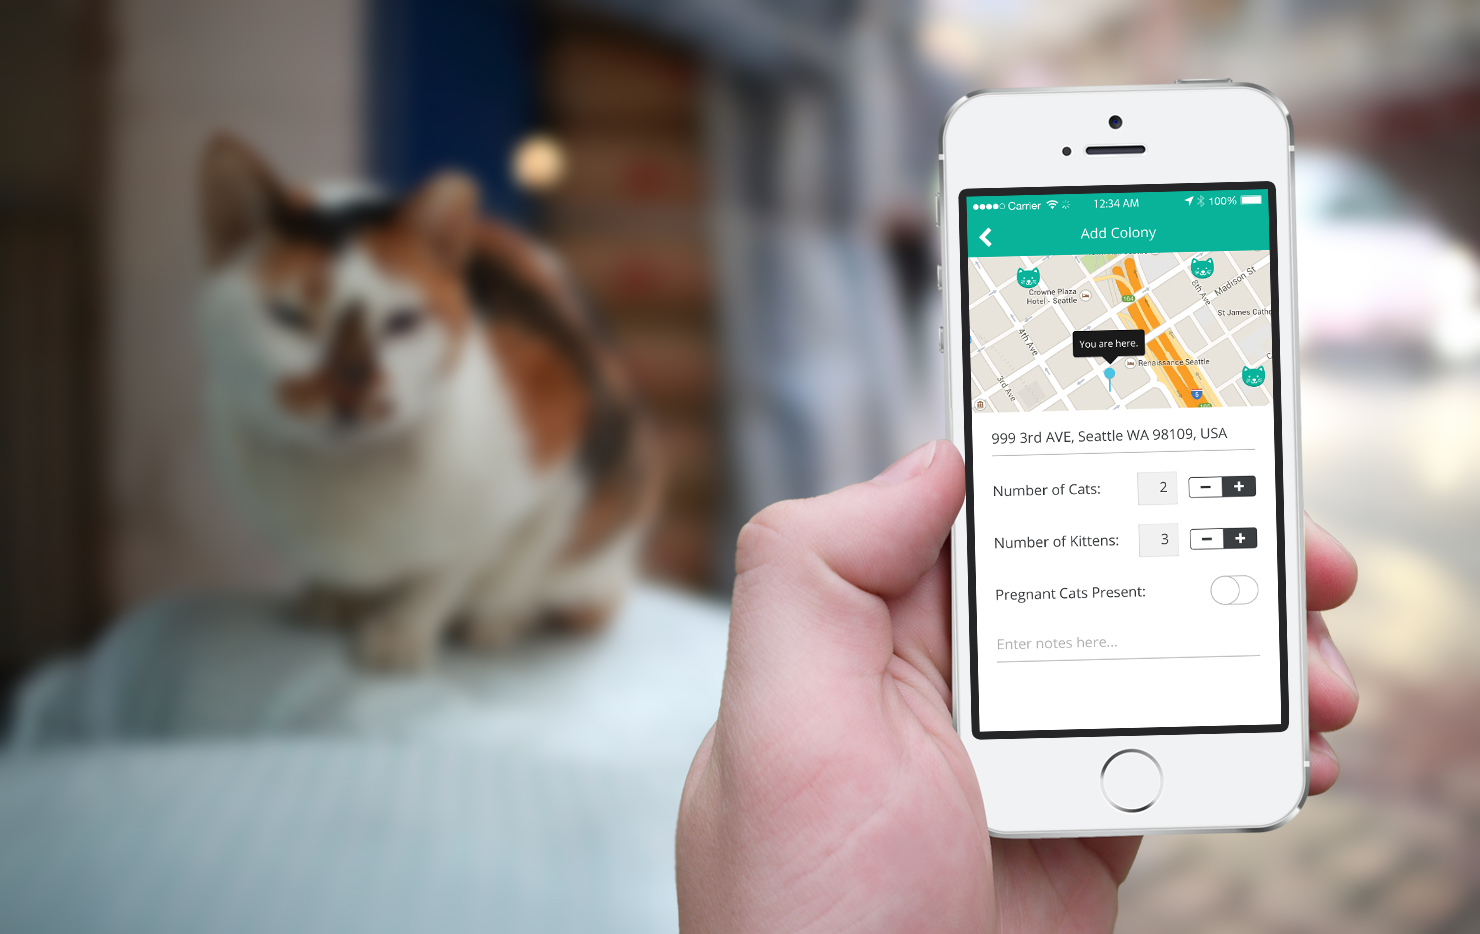 Carrier
12:34 AM
100%
Add Colony
Crowne Plaza
Hotel - Seattle
8th Ave
Madison St
St James Cathe
4th Ave
You are here.
Renaissance Seattle
C
3rd Ave
5
999 3rd AVE, Seattle WA 98109, USA
Number of Cats:
2
− +
Number of Kittens:
3
− +
Pregnant Cats Present:
Enter notes here...